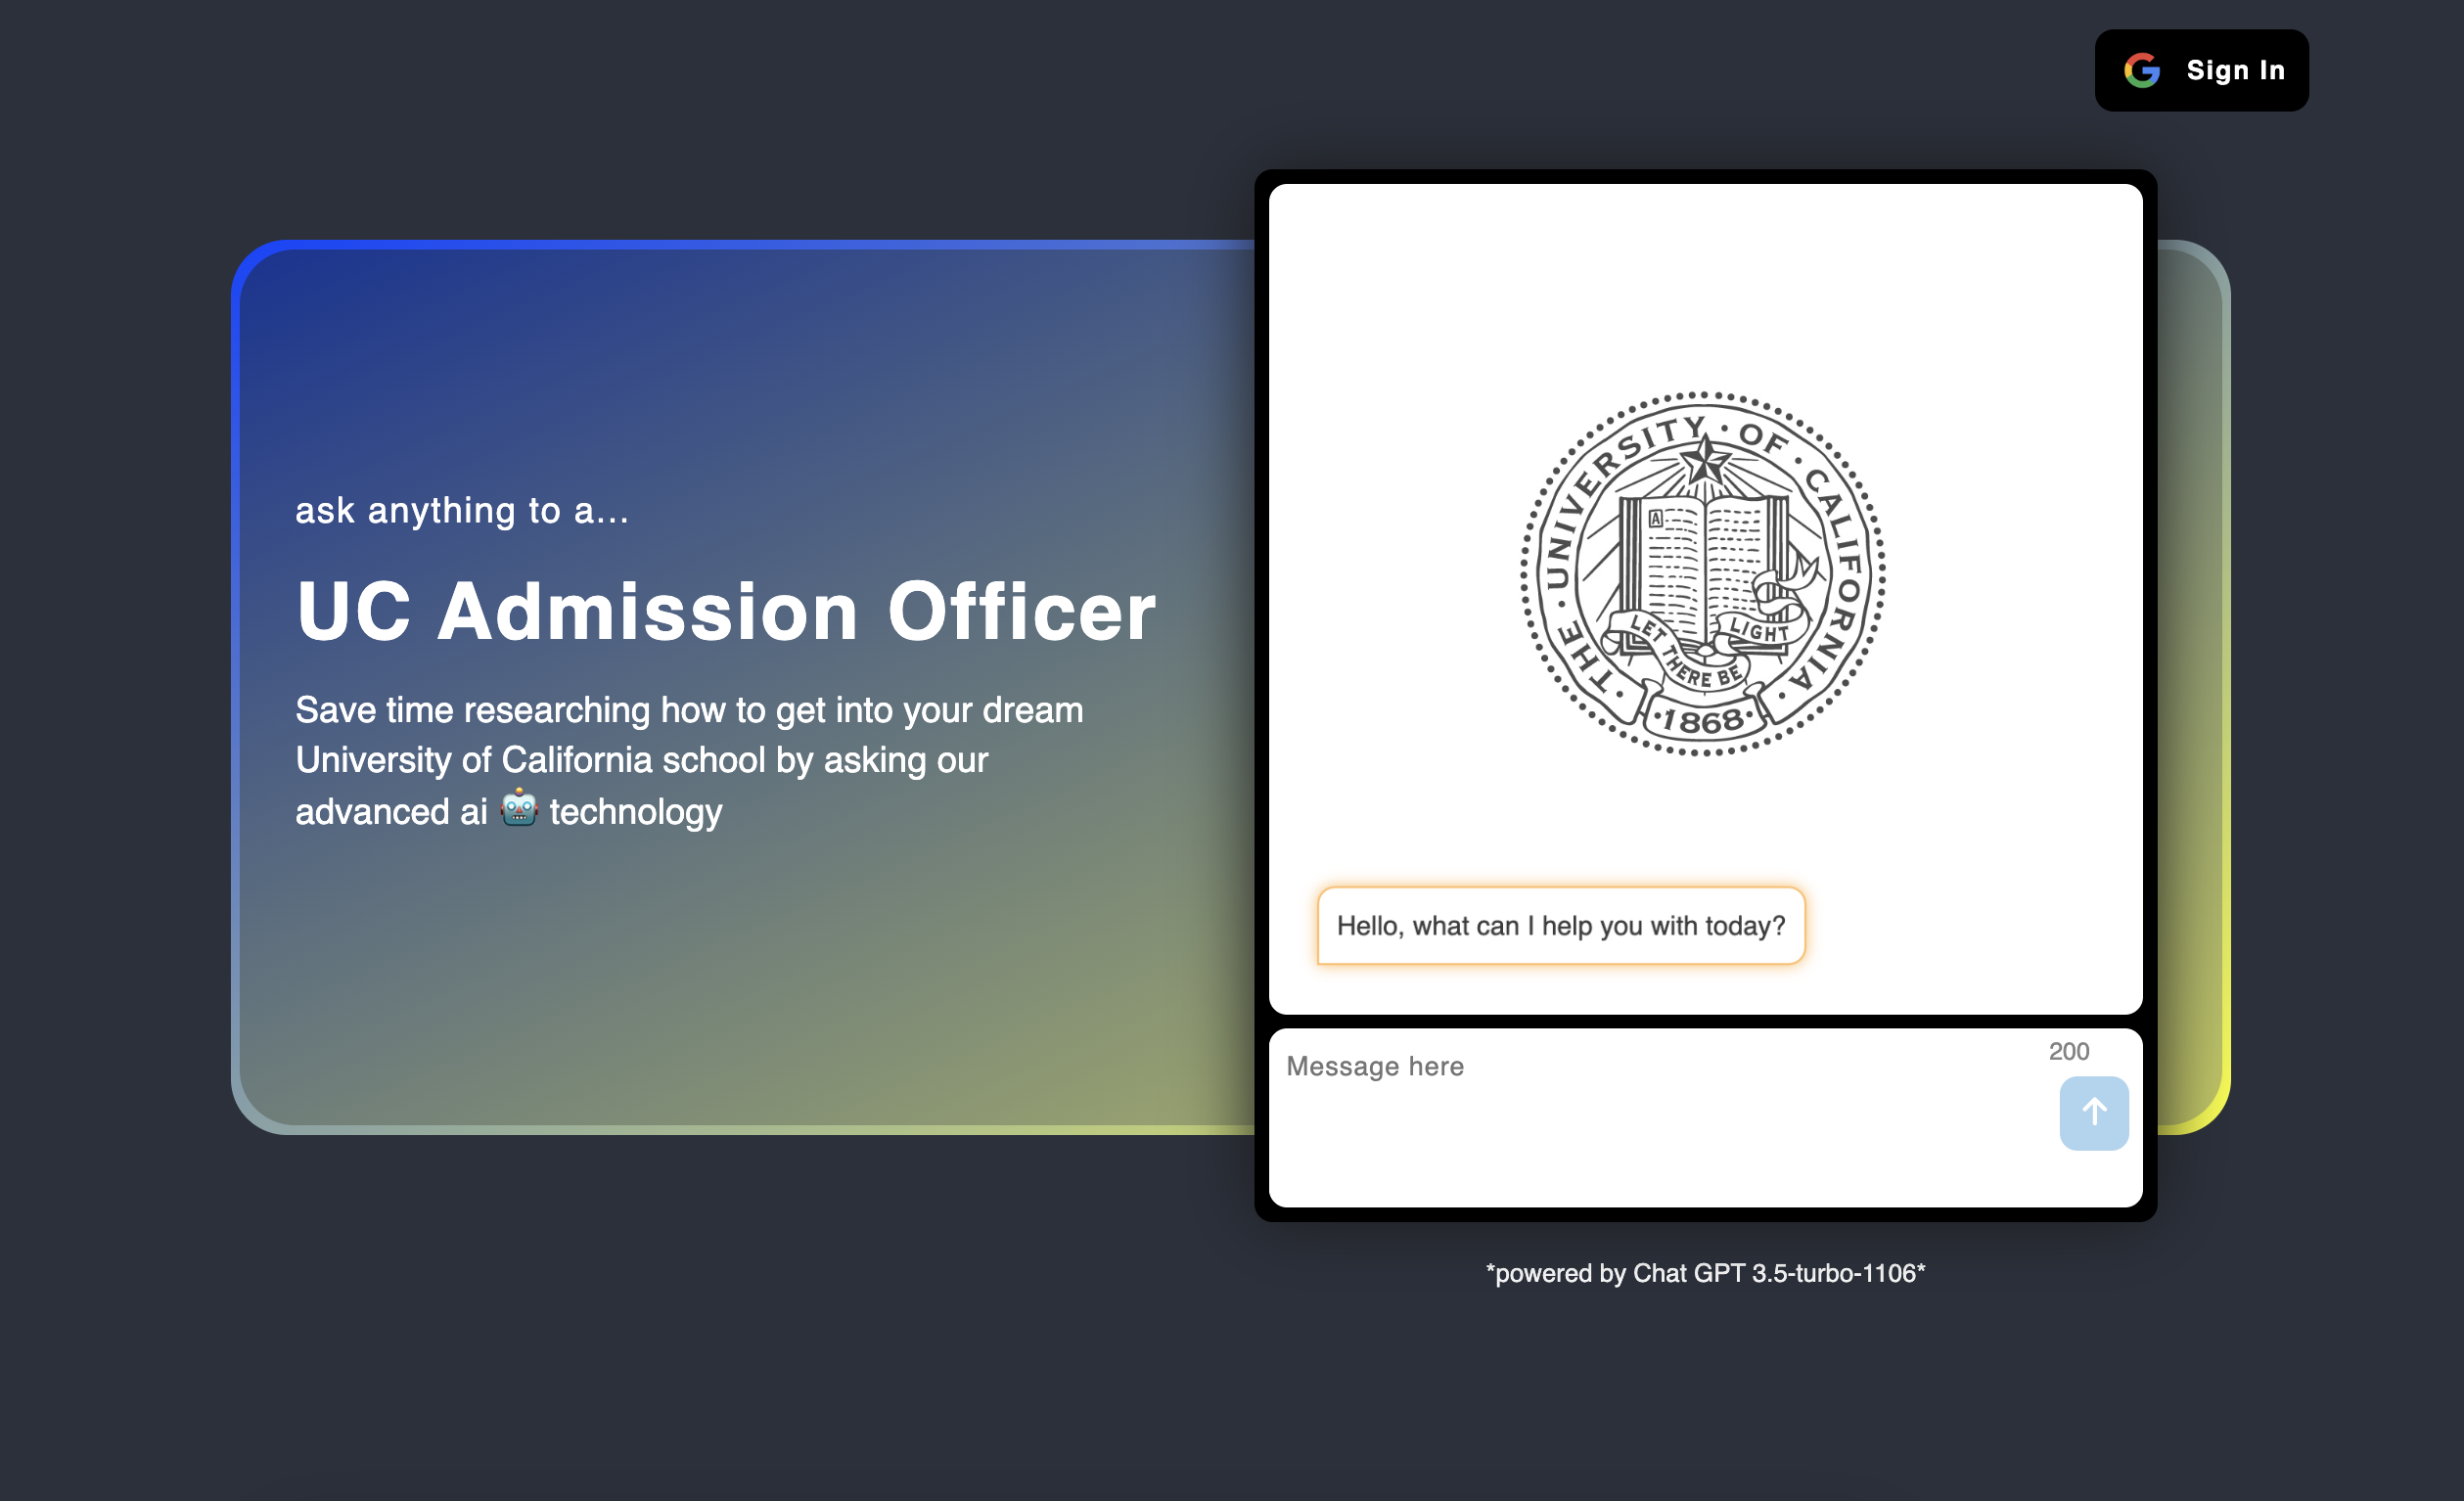 Sign In
ask anything to a...
UC Admission Officer
Save time researching how to get into your dream
University of California school by asking our
advanced ai 🤖 technology
· THE · UNIVERSITY · OF · CALIFORNIA ·
A
LET THERE BE LIGHT
·1868·
Hello, what can I help you with today?
Message here
200
*powered by Chat GPT 3.5-turbo-1106*